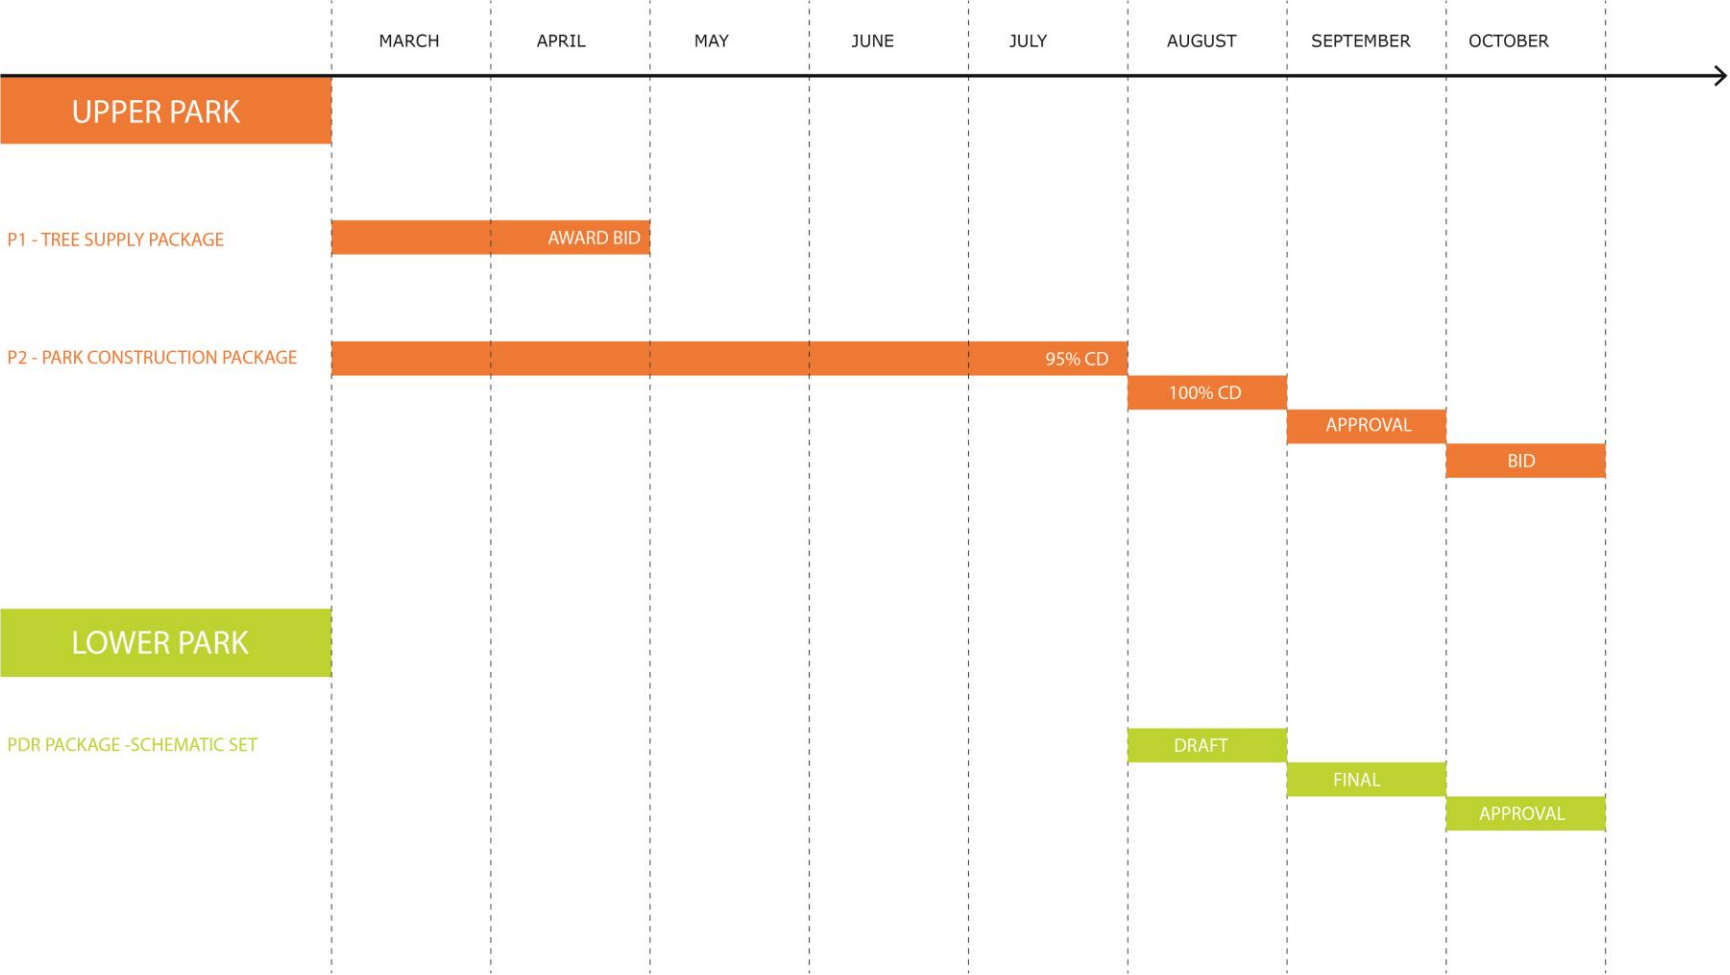 MARCH APRIL MAY JUNE JULY AUGUST SEPTEMBER OCTOBER
UPPER PARK
P1 - TREE SUPPLY PACKAGE AWARD BID
P2 - PARK CONSTRUCTION PACKAGE 95% CD
100% CD
APPROVAL
BID
LOWER PARK
PDR PACKAGE -SCHEMATIC SET DRAFT
FINAL
APPROVAL